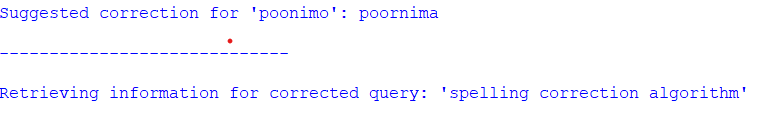 Suggested correction for 'poonimo': poornima
-----------------------------
Retrieving information for corrected query: 'spelling correction algorithm'